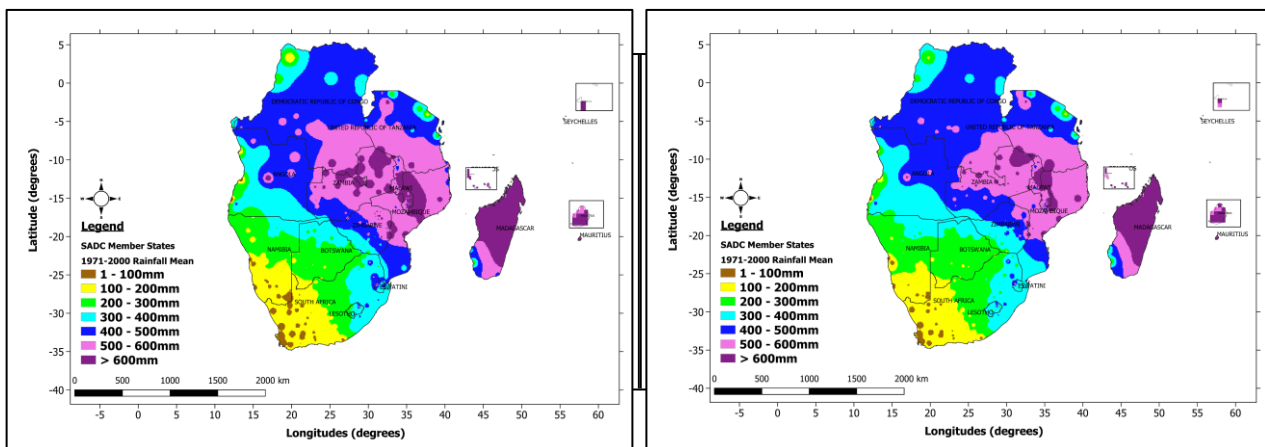 5
0
DEMOCRATIC REPUBLIC OF CONGO
SEYCHELLES
-5
UNITED REPUBLIC OF TANZANIA
-10
ANGOLA
ZAMBIA
MALAWI
-15
MOZAMBIQUE
ZIMBABWE
MADAGASCAR
MAURITIUS
-20
NAMIBIA
BOTSWANA
-25
ESWATINI
SOUTH AFRICA
-30
LESOTHO
-35
-40
Latitude (degrees)
N
W
E
S
Legend
SADC Member States
1971-2000 Rainfall Mean
1 - 100mm
100 - 200mm
200 - 300mm
300 - 400mm
400 - 500mm
500 - 600mm
> 600mm
0 500 1000 1500 2000 km
-5 0 5 10 15 20 25 30 35 40 45 50 55 60
Longitudes (degrees)
5
0
DEMOCRATIC REPUBLIC OF CONGO
SEYCHELLES
-5
UNITED REPUBLIC OF TANZANIA
-10
ANGOLA
ZAMBIA
MALAWI
-15
MOZAMBIQUE
ZIMBABWE
MADAGASCAR
MAURITIUS
-20
NAMIBIA
BOTSWANA
-25
ESWATINI
SOUTH AFRICA
-30
LESOTHO
-35
-40
Latitude (degrees)
N
W
E
S
Legend
SADC Member States
1971-2000 Rainfall Mean
1 - 100mm
100 - 200mm
200 - 300mm
300 - 400mm
400 - 500mm
500 - 600mm
> 600mm
0 500 1000 1500 2000 km
-5 0 5 10 15 20 25 30 35 40 45 50 55 60
Longitudes (degrees)